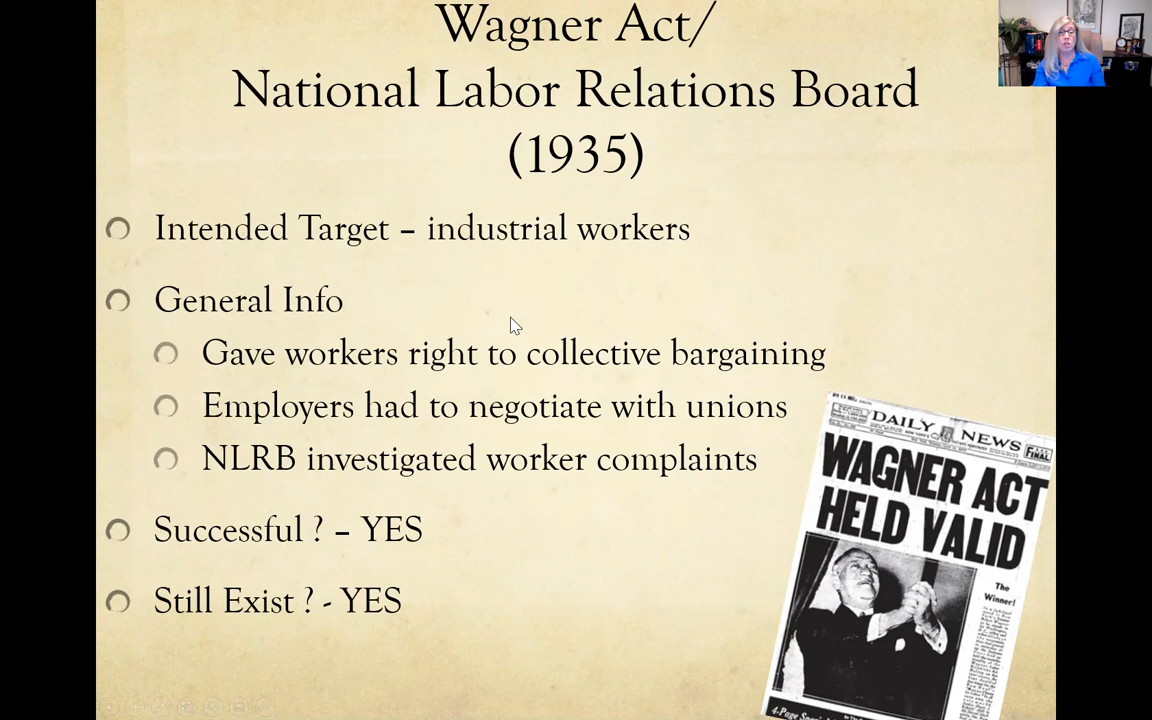 Wagner Act/
National Labor Relations Board
(1935)
Intended Target – industrial workers
General Info
Gave workers right to collective bargaining
Employers had to negotiate with unions
NLRB investigated worker complaints
Successful ? – YES
Still Exist ? - YES
DAILY NEWS
FINAL
WAGNER ACT
HELD VALID
The
Winner!